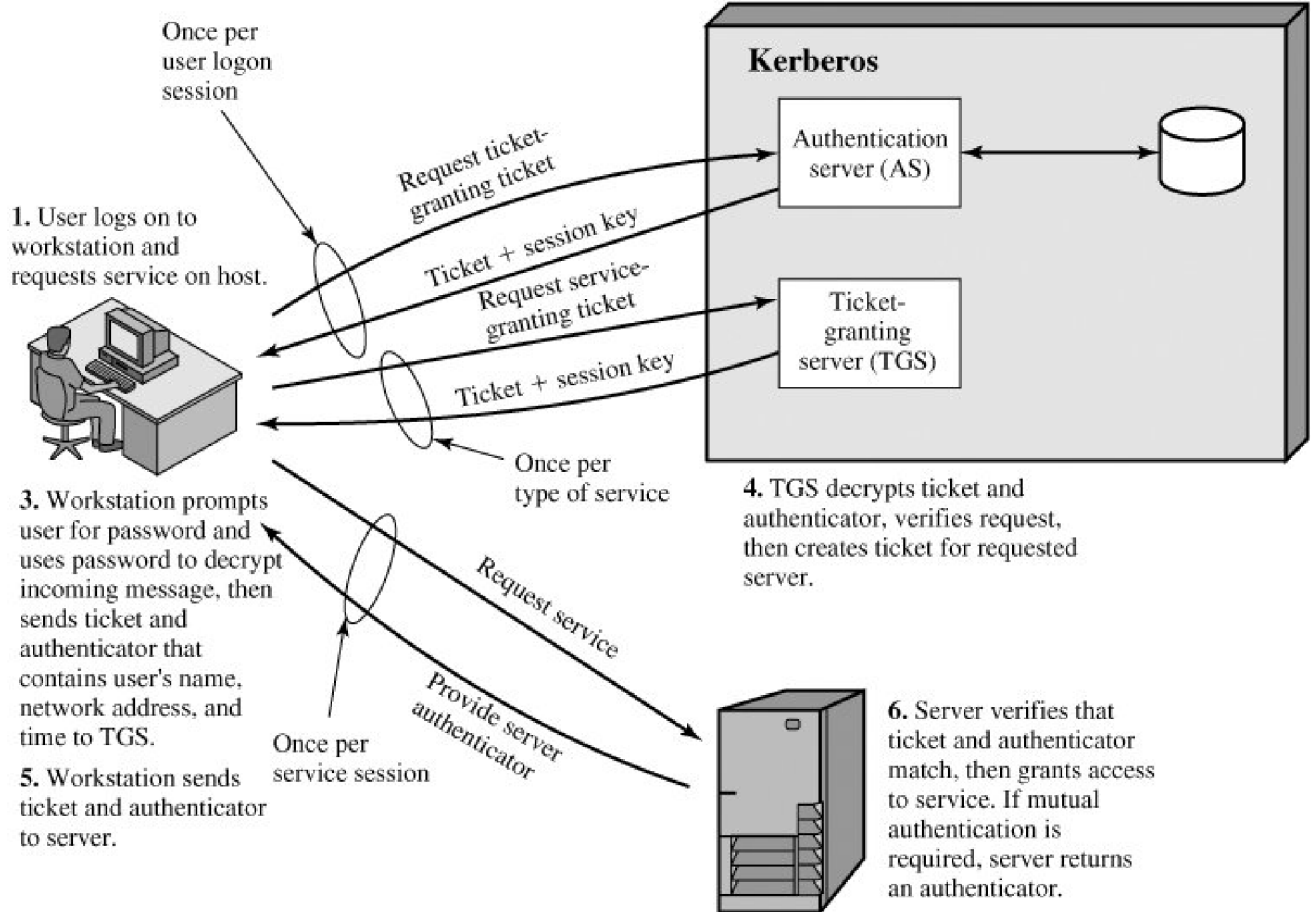 Once per
user logon
session
Kerberos
Authentication
server (AS)
Request ticket-
granting ticket
1. User logs on to
workstation and
requests service on host.
Ticket + session key
Request service-
granting ticket
Ticket-
granting
server (TGS)
Ticket + session key
Once per
type of service
4. TGS decrypts ticket and
authenticator, verifies request,
then creates ticket for requested
server.
3. Workstation prompts
user for password and
uses password to decrypt
incoming message, then
sends ticket and
authenticator that
contains user's name,
network address, and
time to TGS.
Request service
Provide server
authenticator
Once per
service session
5. Workstation sends
ticket and authenticator
to server.
6. Server verifies that
ticket and authenticator
match, then grants access
to service. If mutual
authentication is
required, server returns
an authenticator.